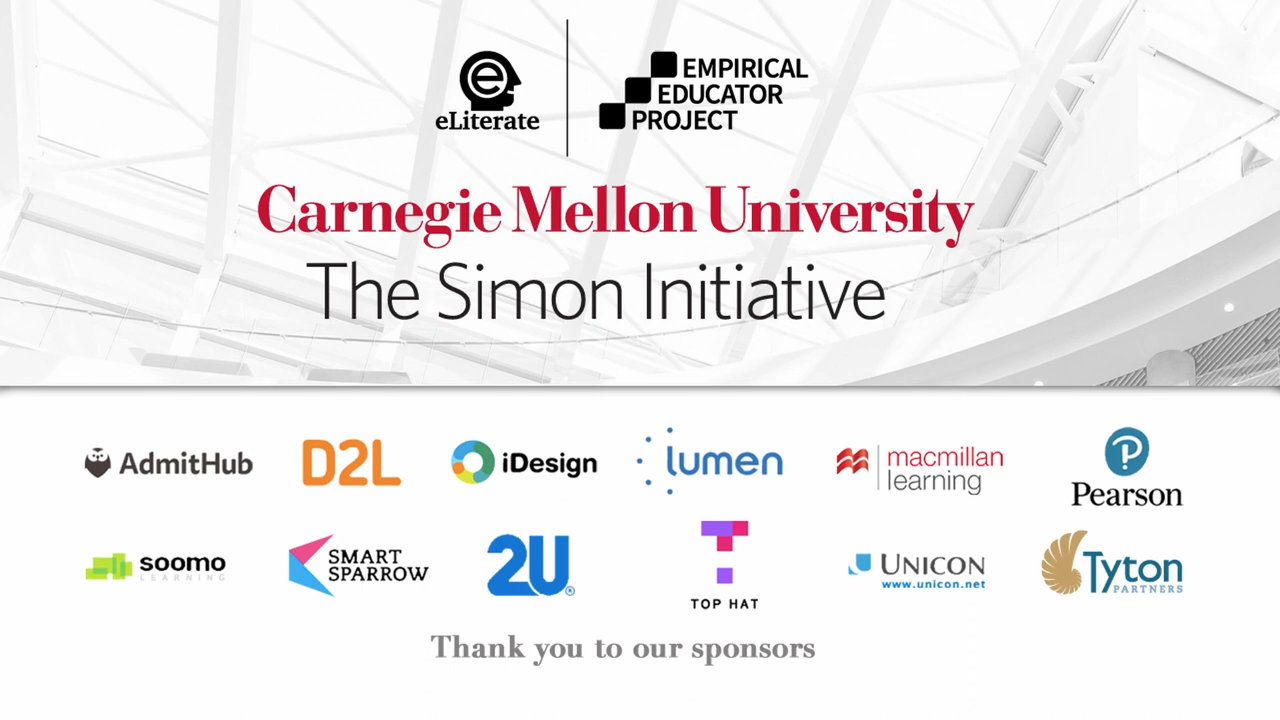 e
eLiterate
EMPIRICAL
EDUCATOR
PROJECT
Carnegie Mellon University
The Simon Initiative
AdmitHub
D2L
iDesign
lumen
macmillan
learning
P
Pearson
soomo
LEARNING
SMART
SPARROW
2U®
T
TOP HAT
UNICON
www.unicon.net
Tyton
PARTNERS
Thank you to our sponsors